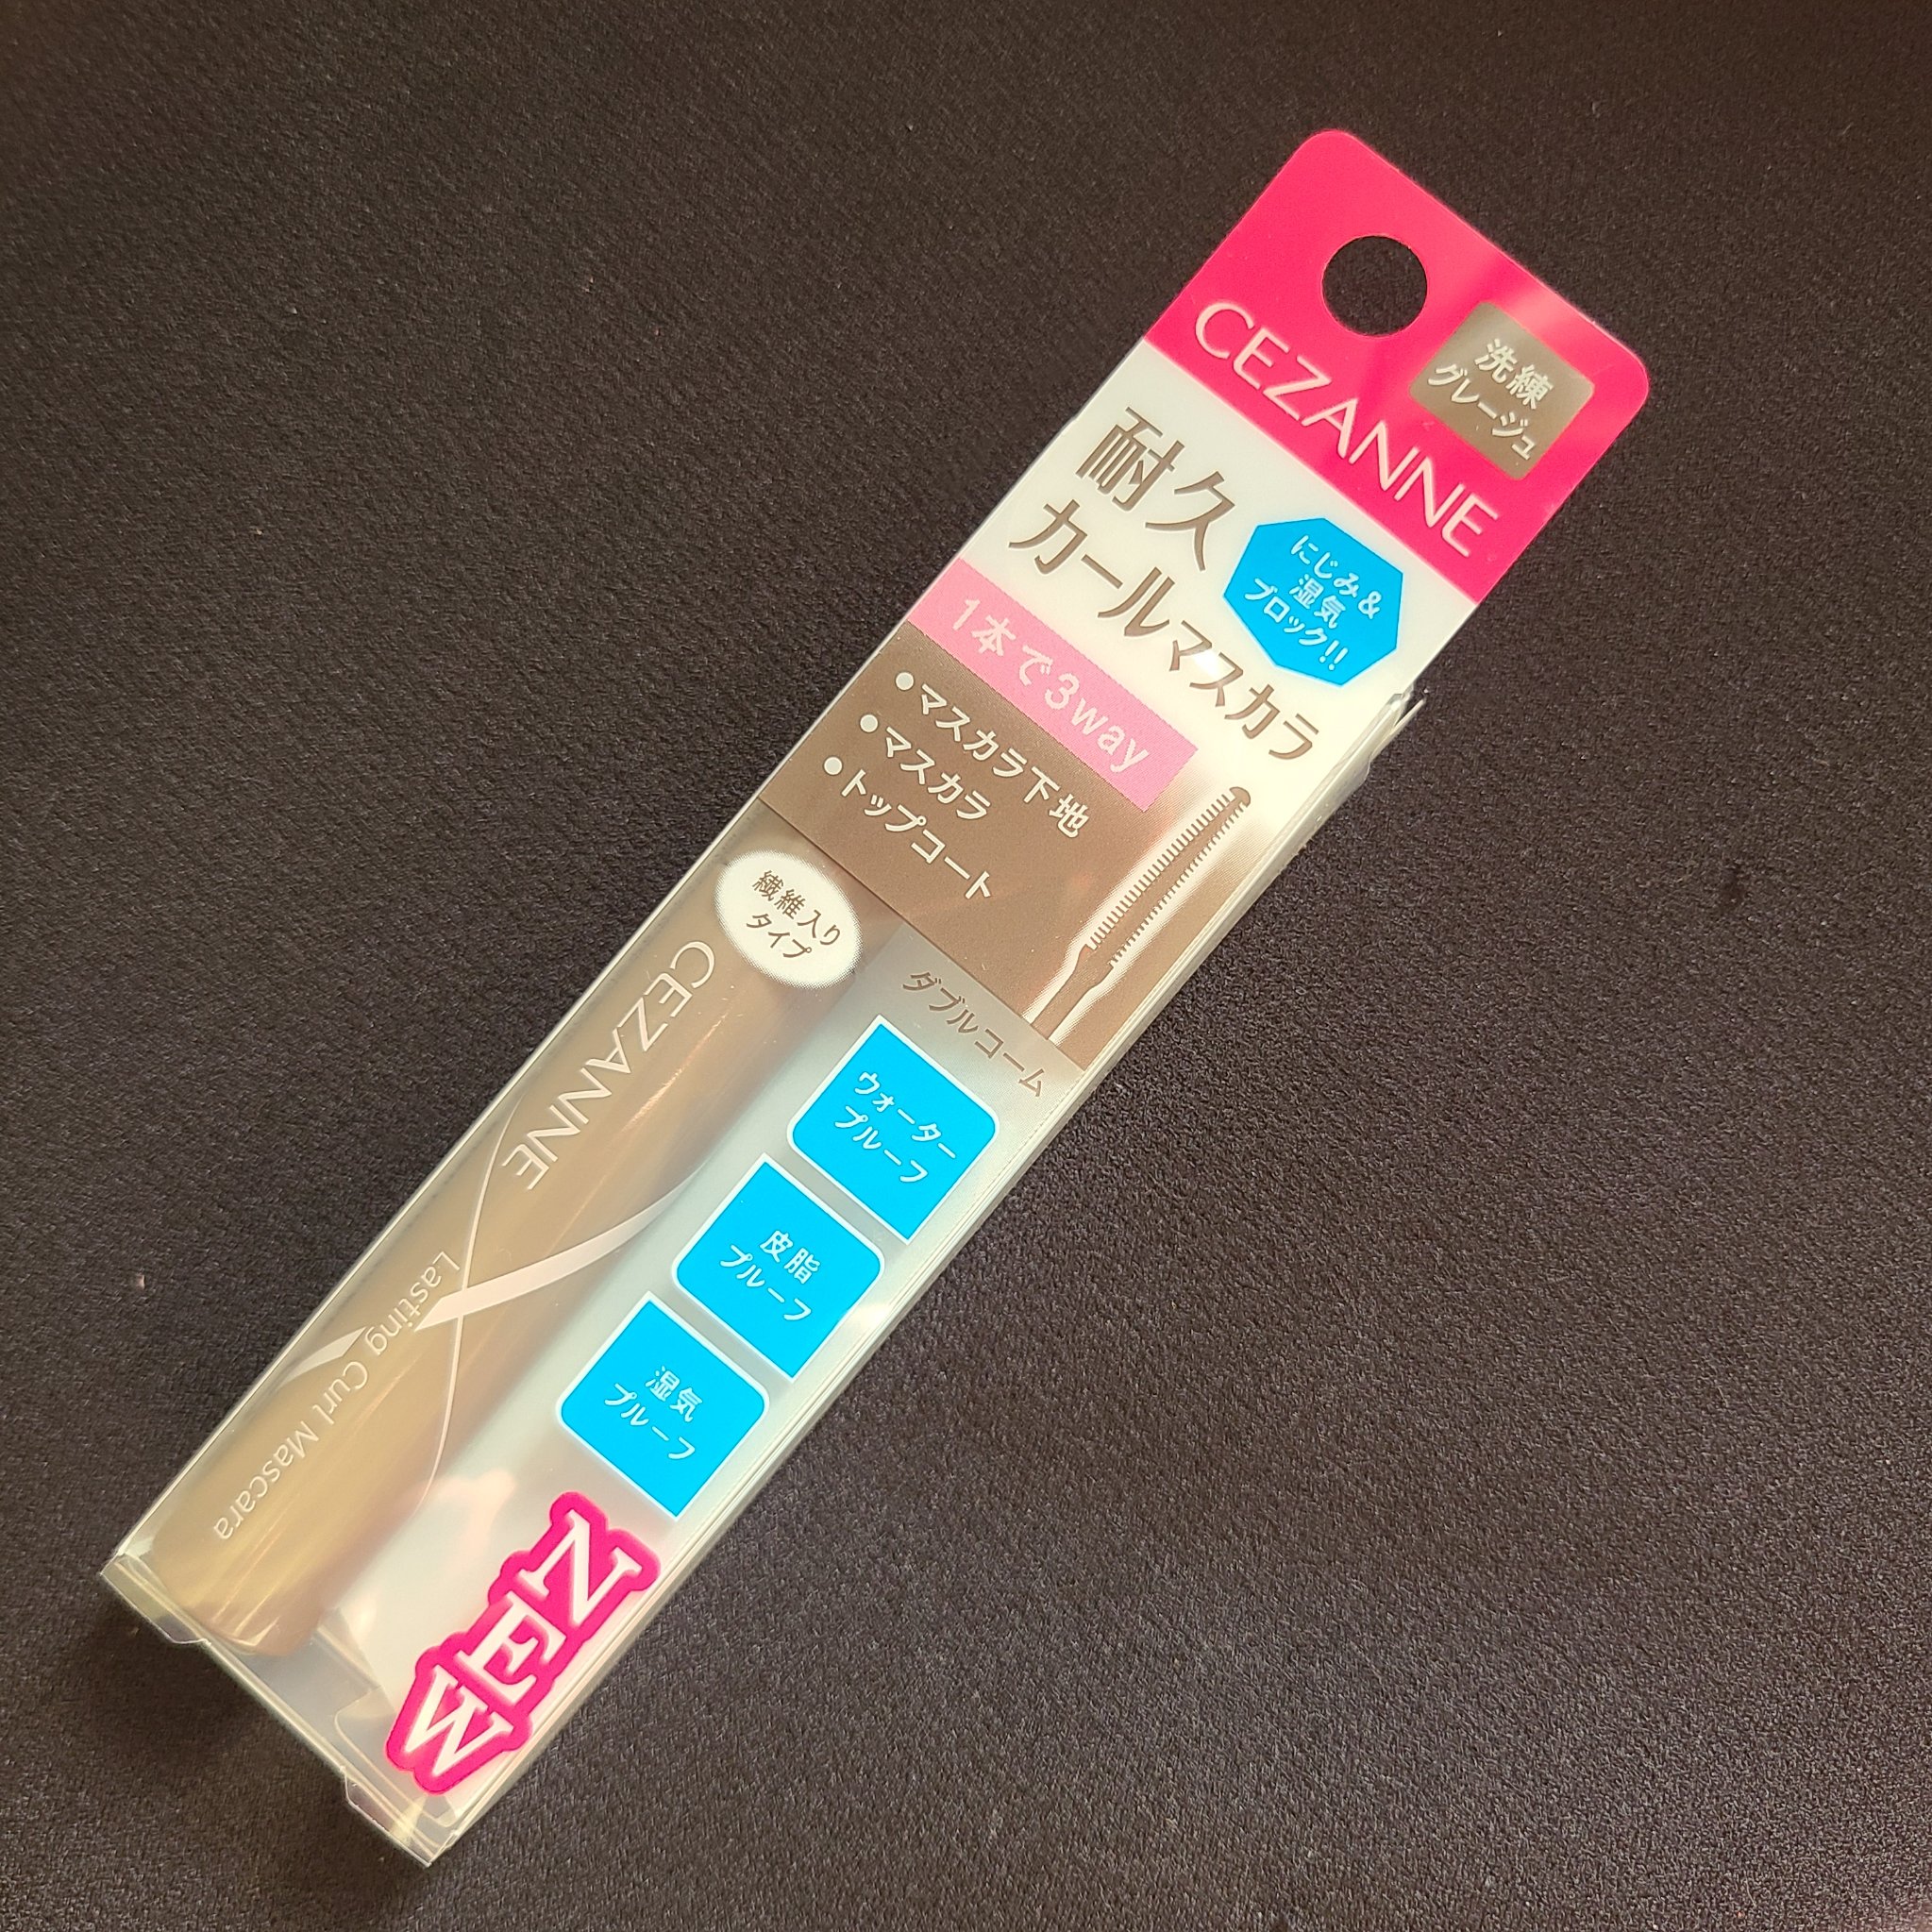 洗練
グレージュ
CEZANNE
耐久
カールマスカラ
にじみ&
湿気
ブロック!!
1本で3way
●マスカラ下地
●マスカラ
●トップコート
繊維入り
タイプ
ダブルコーム
CEZANNE
Lasting Curl Mascara
ウォーター
プルーフ
皮脂
プルーフ
湿気
プルーフ
NEW